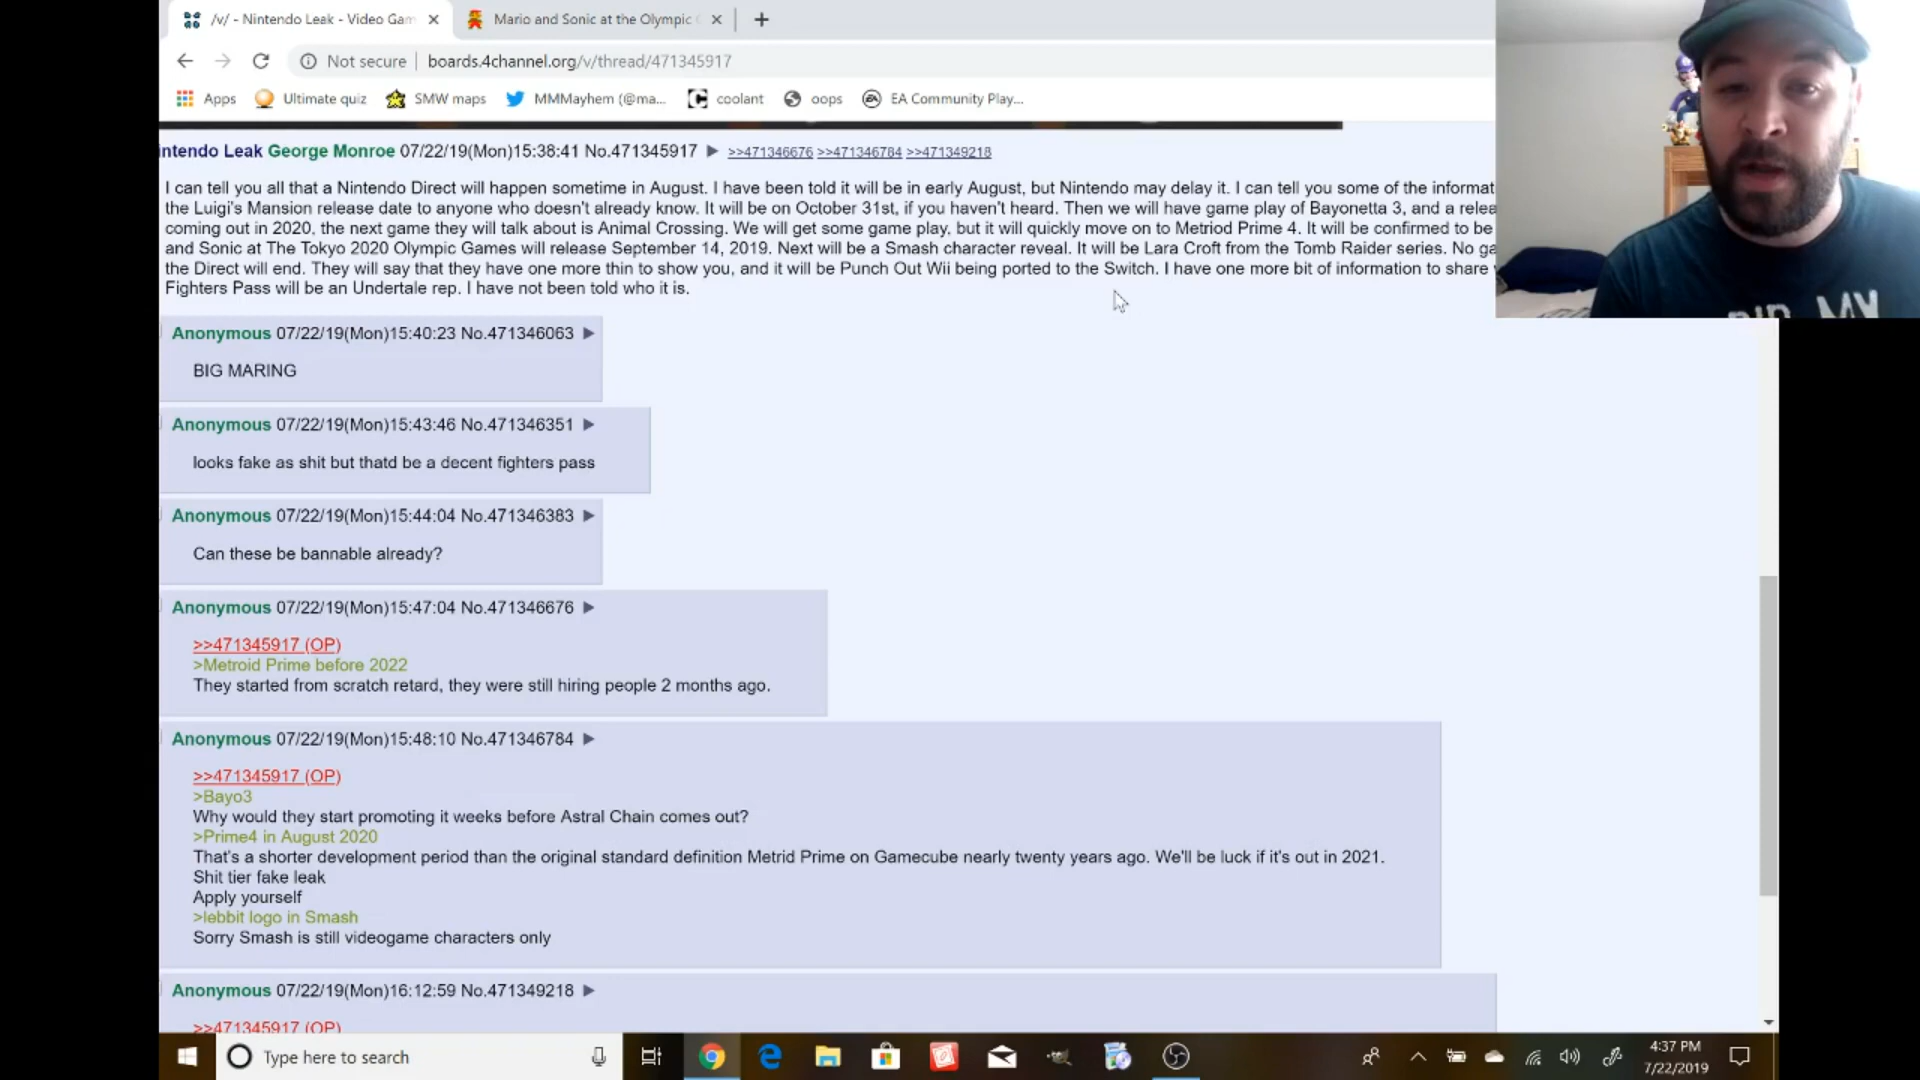 /v/ - Nintendo Leak - Video Gam
Mario and Sonic at the Olympic
Not secure
boards.4channel.org/v/thread/471345917
Apps
Ultimate quiz
SMW maps
MMMayhem (@ma...
coolant
oops
EA Community Play...
intendo Leak George Monroe 07/22/19(Mon)15:38:41 No.471345917 ▶ >>471346676 >>471346784 >>471349218
I can tell you all that a Nintendo Direct will happen sometime in August. I have been told it will be in early August, but Nintendo may delay it. I can tell you some of the informat
the Luigi's Mansion release date to anyone who doesn't already know. It will be on October 31st, if you haven't heard. Then we will have game play of Bayonetta 3, and a relea
coming out in 2020, the next game they will talk about is Animal Crossing. We will get some game play, but it will quickly move on to Metriod Prime 4. It will be confirmed to be
and Sonic at The Tokyo 2020 Olympic Games will release September 14, 2019. Next will be a Smash character reveal. It will be Lara Croft from the Tomb Raider series. No ga
the Direct will end. They will say that they have one more thin to show you, and it will be Punch Out Wii being ported to the Switch. I have one more bit of information to share
Fighters Pass will be an Undertale rep. I have not been told who it is.
Anonymous 07/22/19(Mon)15:40:23 No.471346063 ▶
BIG MARING
Anonymous 07/22/19(Mon)15:43:46 No.471346351 ▶
looks fake as shit but thatd be a decent fighters pass
Anonymous 07/22/19(Mon)15:44:04 No.471346383 ▶
Can these be bannable already?
Anonymous 07/22/19(Mon)15:47:04 No.471346676 ▶
>>471345917 (OP)
>Metroid Prime before 2022
They started from scratch retard, they were still hiring people 2 months ago.
Anonymous 07/22/19(Mon)15:48:10 No.471346784 ▶
>>471345917 (OP)
>Bayo3
Why would they start promoting it weeks before Astral Chain comes out?
>Prime4 in August 2020
That's a shorter development period than the original standard definition Metrid Prime on Gamecube nearly twenty years ago. We'll be luck if it's out in 2021.
Shit tier fake leak
Apply yourself
>lebbit logo in Smash
Sorry Smash is still videogame characters only
Anonymous 07/22/19(Mon)16:12:59 No.471349218 ▶
>>471345917 (OP)
Type here to search
4:37 PM
7/22/2019